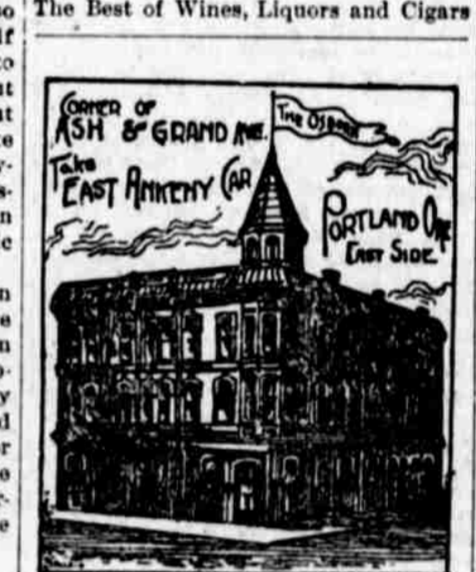 The Best of Wines, Liquors and Cigars
CORNER OF
ASH & GRAND AVE.
Take
EAST ANKENY CAR
THE OSBORN
PORTLAND ORE
EAST SIDE.